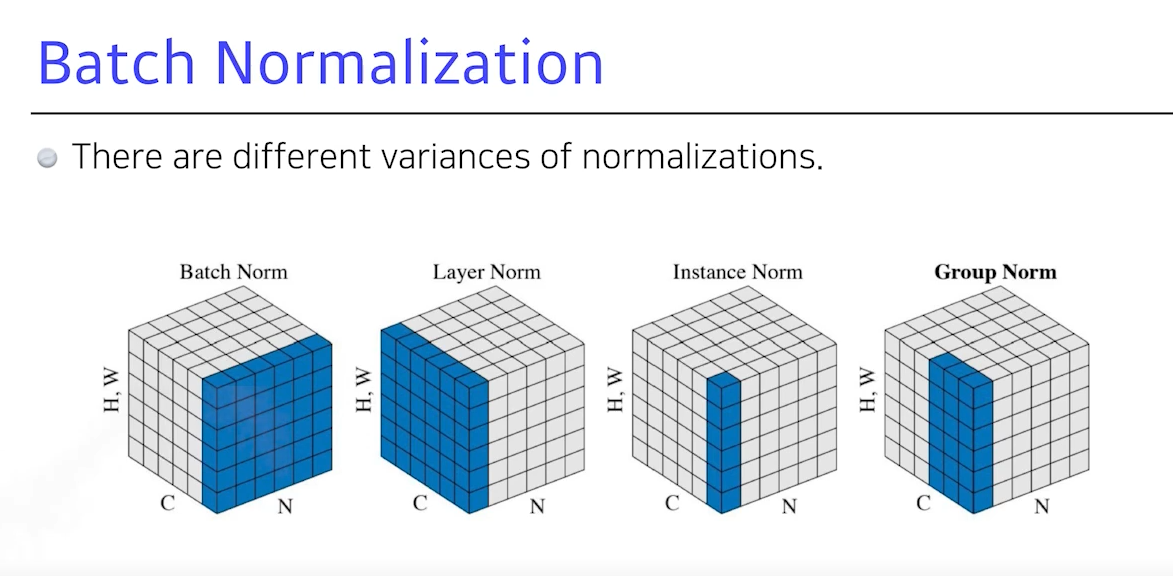 Batch Normalization
There are different variances of normalizations.
Batch Norm
Layer Norm
Instance Norm
Group Norm
H, W
C
N
H, W
C
N
H, W
C
N
H, W
C
N